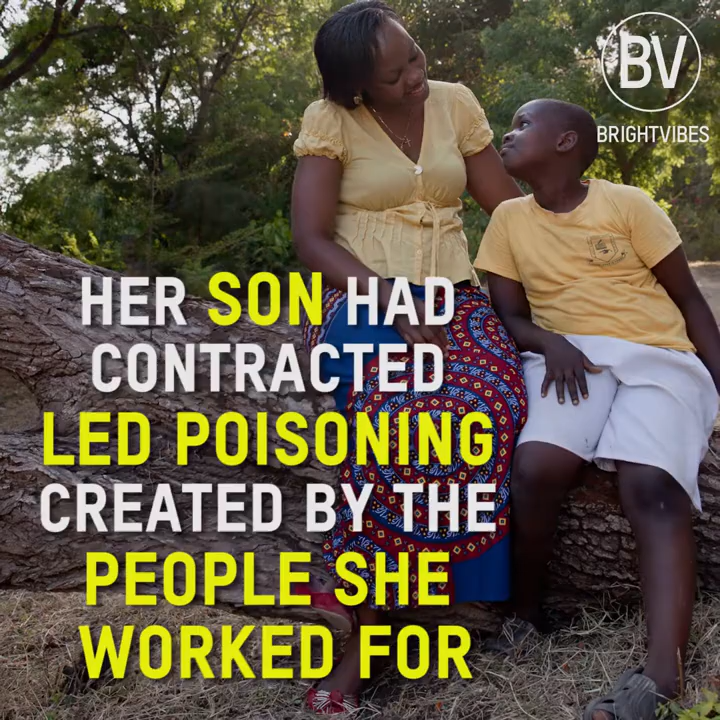 BV
BRIGHTVIBES
HER SON HAD
CONTRACTED
LED POISONING
CREATED BY THE
PEOPLE SHE
WORKED FOR